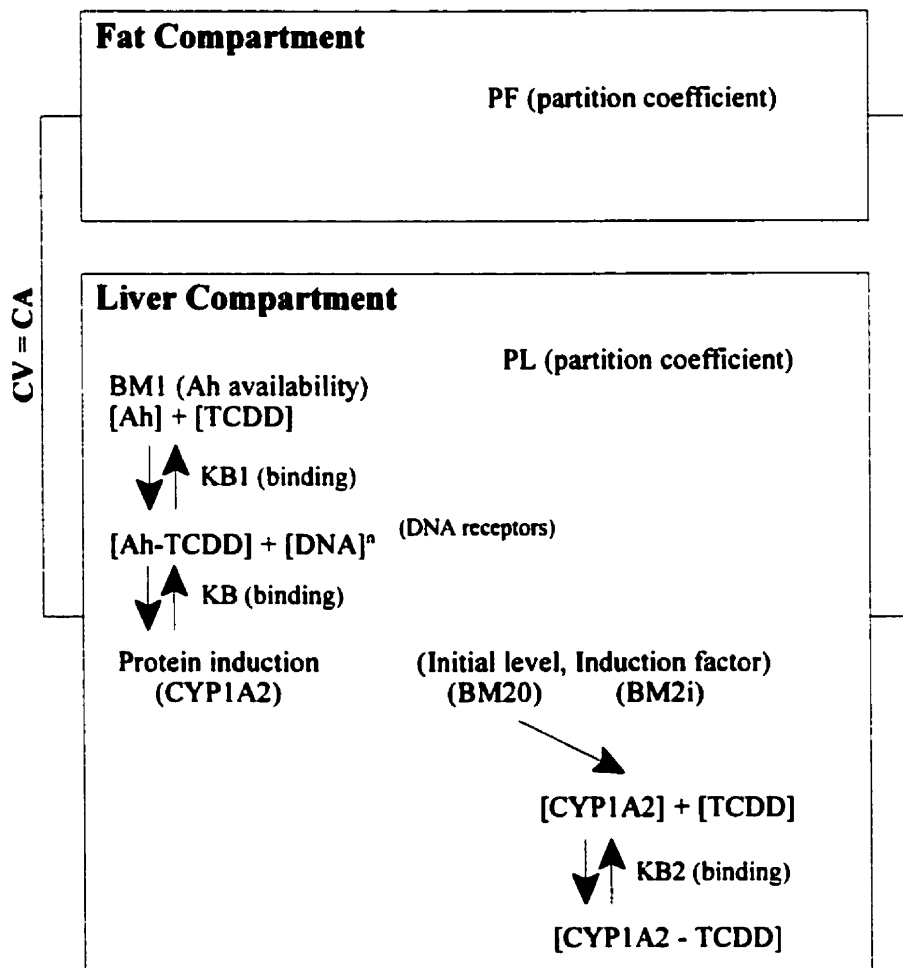 Fat Compartment
PF (partition coefficient)
CV = CA
Liver Compartment
PL (partition coefficient)
BM1 (Ah availability)
[Ah] + [TCDD]
KB1 (binding)
[Ah-TCDD] + [DNA]ⁿ (DNA receptors)
KB (binding)
Protein induction (Initial level, Induction factor)
(CYP1A2) (BM20) (BM2i)
[CYP1A2] + [TCDD]
KB2 (binding)
[CYP1A2 - TCDD]